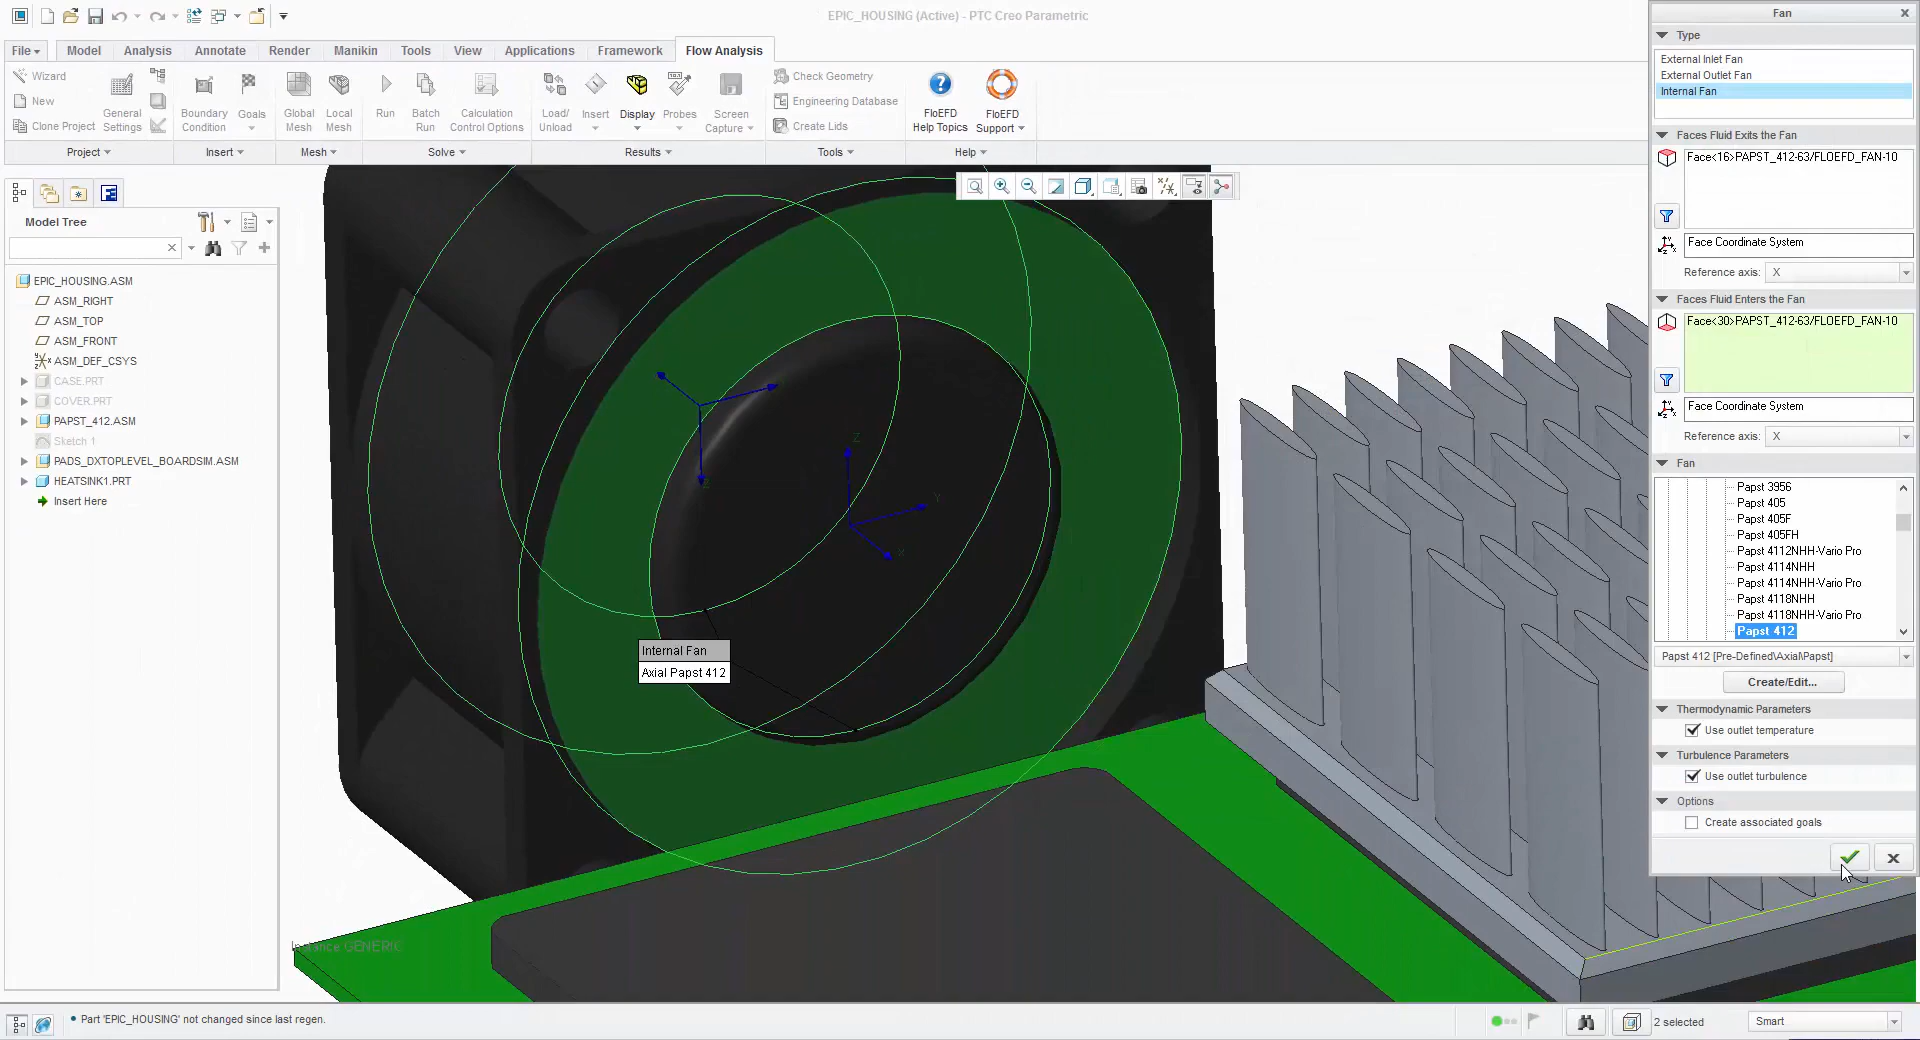 EPIC_HOUSING (Active) - PTC Creo Parametric
File Model Analysis Annotate Render Manikin Tools View Applications Framework Flow Analysis
Wizard
New
Clone Project
General
Settings
Boundary
Condition
Goals
Global
Mesh
Local
Mesh
Run
Batch
Run
Calculation
Control Options
Load/
Unload
Insert
Display
Probes
Screen
Capture
Check Geometry
Engineering Database
Create Lids
FloEFD
Help Topics
FloEFD
Support
Project Insert Mesh Solve Results Tools Help
Model Tree
EPIC_HOUSING.ASM
ASM_RIGHT
ASM_TOP
ASM_FRONT
ASM_DEF_CSYS
CASE.PRT
COVER.PRT
PAPST_412.ASM
Sketch 1
PADS_DXTOPLEVEL_BOARDSIM.ASM
HEATSINK1.PRT
Insert Here
Z
Y
X
Internal Fan
Axial Papst 412
Instance GENERIC
Fan
Type
External Inlet Fan
External Outlet Fan
Internal Fan
Faces Fluid Exits the Fan
Face<16>PAPST_412-63/FLOEFD_FAN-10
Face Coordinate System
Reference axis: X
Faces Fluid Enters the Fan
Face<30>PAPST_412-63/FLOEFD_FAN-10
Face Coordinate System
Reference axis: X
Fan
Papst 3956
Papst 405
Papst 405F
Papst 405FH
Papst 4112NHH-Vario Pro
Papst 4114NHH
Papst 4114NHH-Vario Pro
Papst 4118NHH
Papst 4118NHH-Vario Pro
Papst 412
Papst 412 [Pre-Defined\Axial\Papst]
Create/Edit...
Thermodynamic Parameters
Use outlet temperature
Turbulence Parameters
Use outlet turbulence
Options
Create associated goals
Part 'EPIC_HOUSING' not changed since last regen.
2 selected
Smart